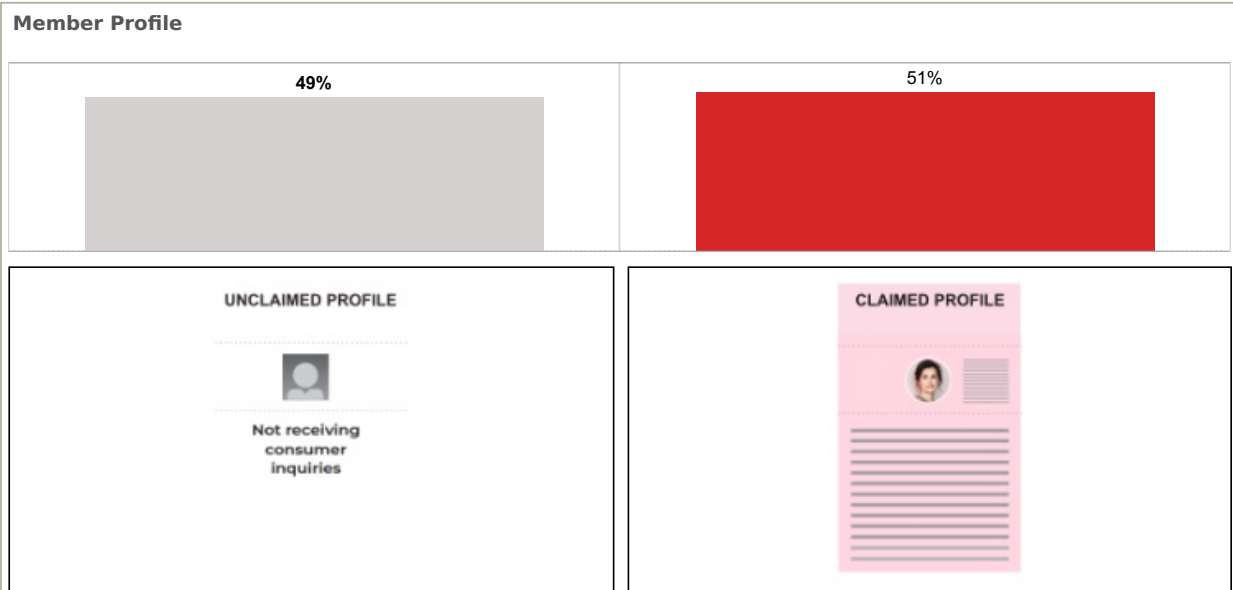 Member Profile
49%
51%
UNCLAIMED PROFILE
Not receiving
consumer
inquiries
CLAIMED PROFILE